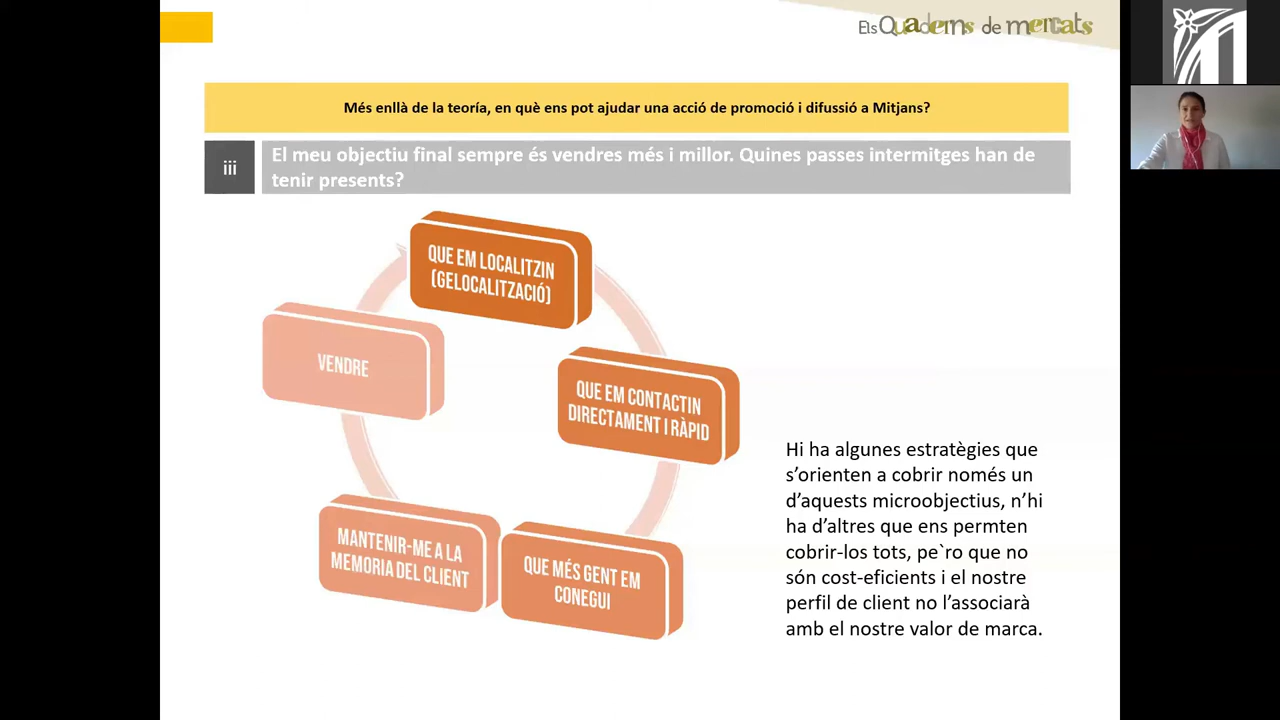 Els Quaderns de mercats
Més enllà de la teoría, en què ens pot ajudar una acció de promoció i difussió a Mitjans?
iii
El meu objectiu final sempre és vendres més i millor. Quines passes intermitges han de
tenir presents?
QUE EM LOCALITZIN
(GELOCALITZACIÓ)
VENDRE
QUE EM CONTACTIN
DIRECTAMENT I RÀPID
MANTENIR-ME A LA
MEMORIA DEL CLIENT
QUE MÉS GENT EM
CONEGUI
Hi ha algunes estratègies que
s’orienten a cobrir només un
d’aquests microobjectius, n’hi
ha d’altres que ens permten
cobrir-los tots, pe`ro que no
són cost-eficients i el nostre
perfil de client no l’associarà
amb el nostre valor de marca.